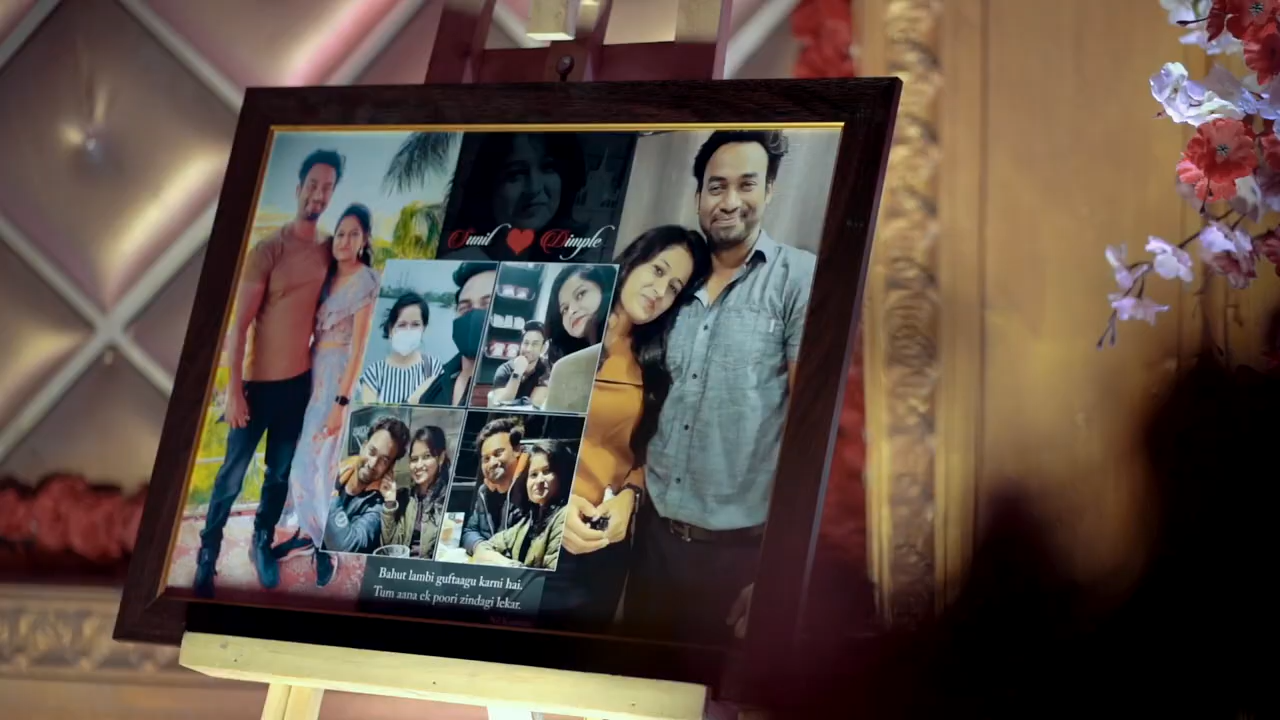 Sunil Dimple
Bahut lambi guftaagu karni hai.
Tum aana ek poori zindagi lekar.